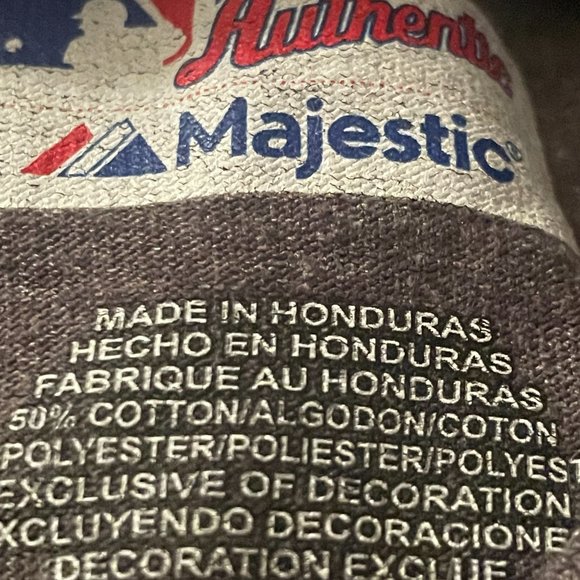 Authentic
Majestic®
MADE IN HONDURAS
HECHO EN HONDURAS
FABRIQUE AU HONDURAS
50% COTTON/ALGODON/COTON
POLYESTER/POLIESTER/POLYEST
EXCLUSIVE OF DECORATION
XCLUYENDO DECORACIONE
DECORATION EXCLUE